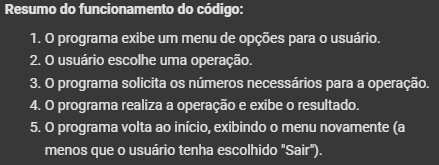 Resumo do funcionamento do código:
1. O programa exibe um menu de opções para o usuário.
2. O usuário escolhe uma operação.
3. O programa solicita os números necessários para a operação.
4. O programa realiza a operação e exibe o resultado.
5. O programa volta ao início, exibindo o menu novamente (a
menos que o usuário tenha escolhido "Sair").